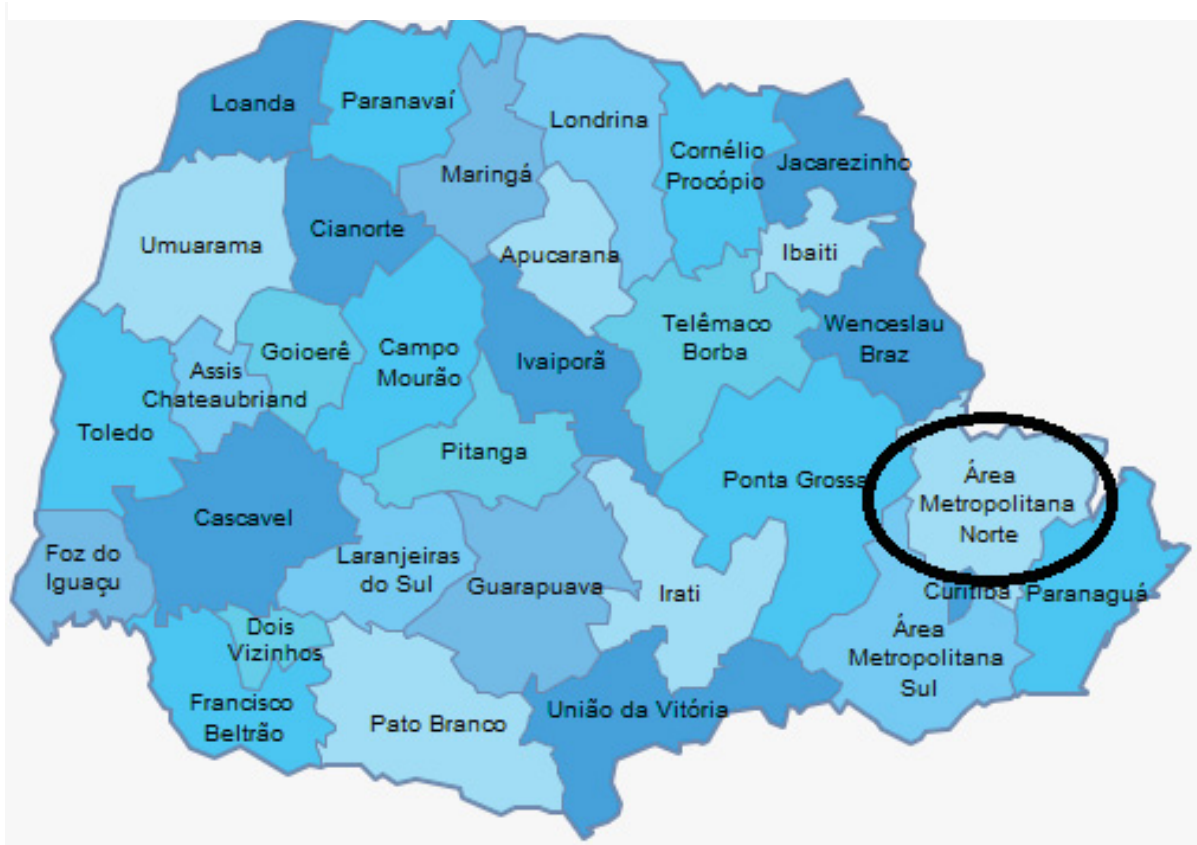 Loanda
Paranavaí
Londrina
Maringá
Cornélio
Procópio
Jacarezinho
Umuarama
Cianorte
Apucarana
Ibaiti
Goioerê
Campo
Mourão
Ivaiporã
Telêmaco
Borba
Wenceslau
Braz
Assis
Chateaubriand
Toledo
Pitanga
Ponta Grossa
Área
Metropolitana
Norte
Cascavel
Foz do
Iguaçu
Laranjeiras
do Sul
Guarapuava
Irati
Curitiba
Paranaguá
Dois
Vizinhos
Área
Metropolitana
Sul
Francisco
Beltrão
Pato Branco
União da Vitória